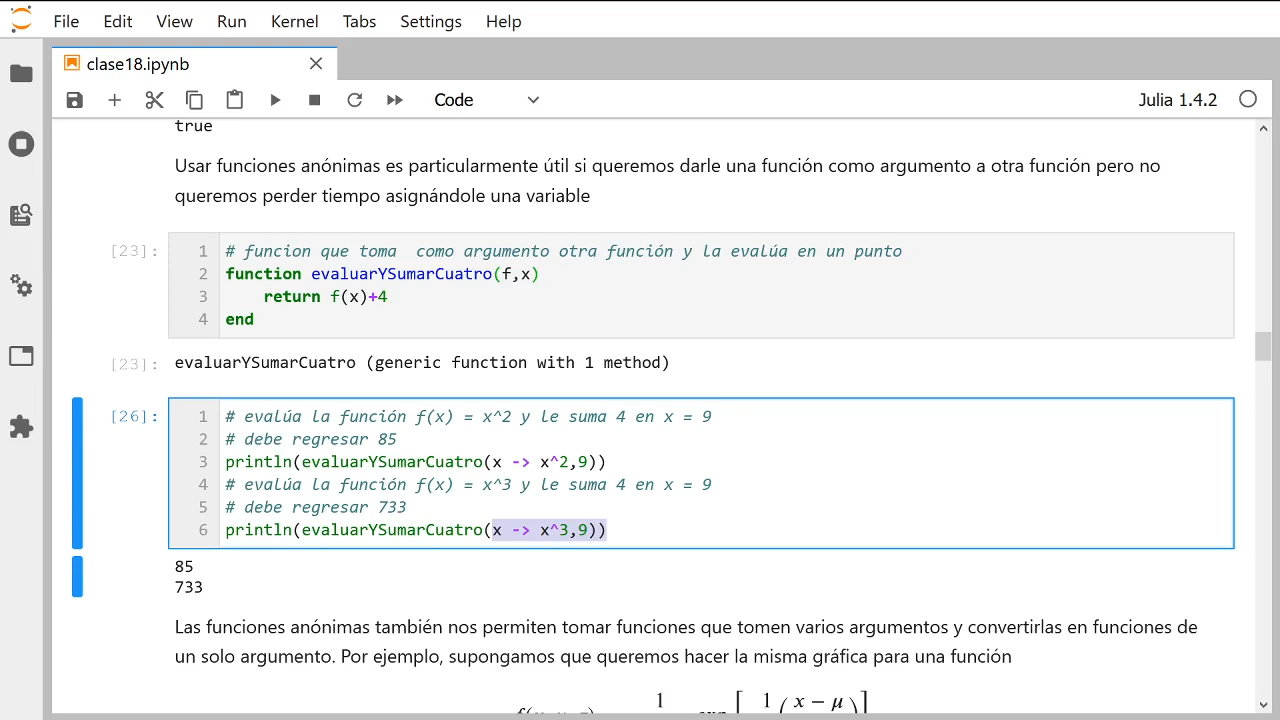 File Edit View Run Kernel Tabs Settings Help
clase18.ipynb
Code
Julia 1.4.2
true
Usar funciones anónimas es particularmente útil si queremos darle una función como argumento a otra función pero no
queremos perder tiempo asignándole una variable
[23]:
1 # funcion que toma  como argumento otra función y la evalúa en un punto
2 function evaluarYSumarCuatro(f,x)
3     return f(x)+4
4 end
[23]: evaluarYSumarCuatro (generic function with 1 method)
[26]:
1 # evalúa la función f(x) = x^2 y le suma 4 en x = 9
2 # debe regresar 85
3 println(evaluarYSumarCuatro(x -> x^2,9))
4 # evalúa la función f(x) = x^3 y le suma 4 en x = 9
5 # debe regresar 733
6 println(evaluarYSumarCuatro(x -> x^3,9))
85
733
Las funciones anónimas también nos permiten tomar funciones que tomen varios argumentos y convertirlas en funciones de
un solo argumento. Por ejemplo, supongamos que queremos hacer la misma gráfica para una función
1 [ 1 ( x − μ ) ]